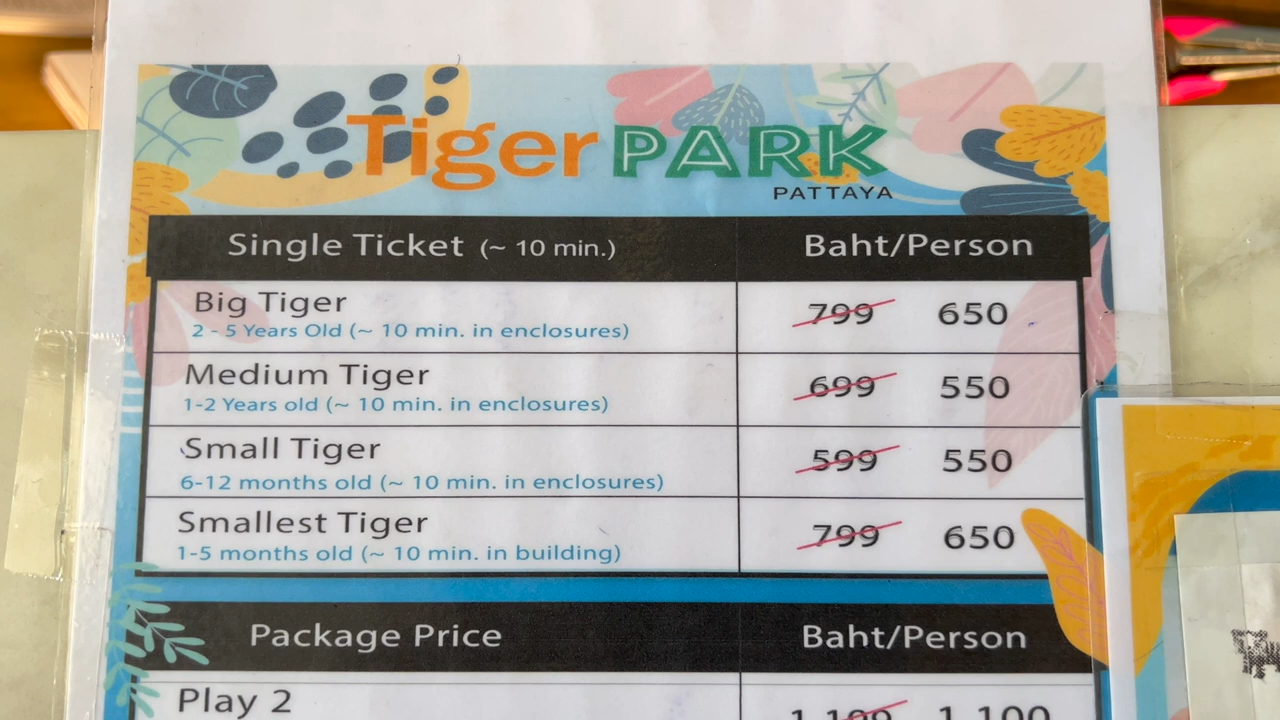 Tiger PARK
PATTAYA
Single Ticket (~ 10 min.) Baht/Person
Big Tiger
2 - 5 Years Old (~ 10 min. in enclosures)
799 650
Medium Tiger
1-2 Years old (~ 10 min. in enclosures)
699 550
Small Tiger
6-12 months old (~ 10 min. in enclosures)
599 550
Smallest Tiger
1-5 months old (~ 10 min. in building)
799 650
Package Price Baht/Person
Play 2
1,100